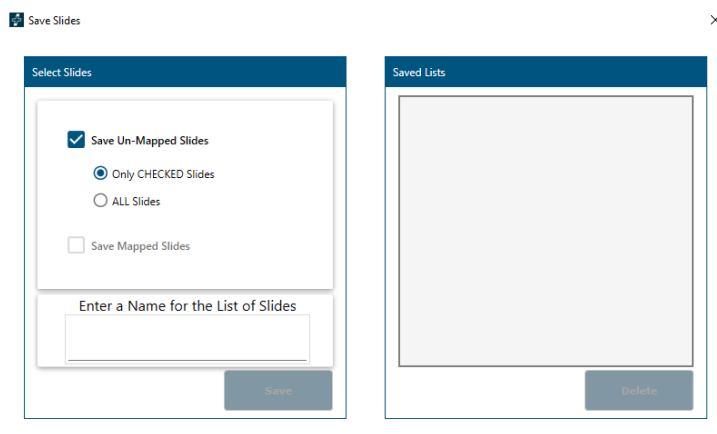 Save Slides
Select Slides
Save Un-Mapped Slides
Only CHECKED Slides
ALL Slides
Save Mapped Slides
Enter a Name for the List of Slides
Save
Saved Lists
Delete